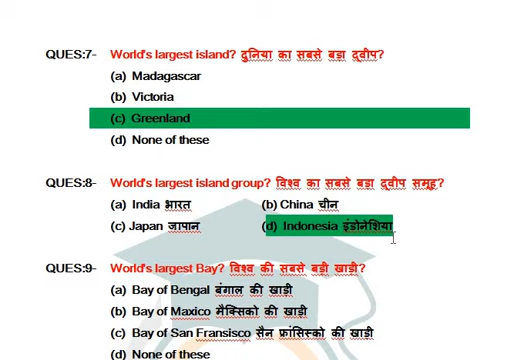 QUES:7- World's largest island? दुनिया का सबसे बड़ा द्वीप?
(a) Madagascar
(b) Victoria
(c) Greenland
(d) None of these
QUES:8- World's largest island group? विश्व का सबसे बड़ा द्वीप समूह?
(a) India भारत (b) China चीन
(c) Japan जापान (d) Indonesia इंडोनेशिया
QUES:9- World's largest Bay? विश्व की सबसे बड़ी खाड़ी?
(a) Bay of Bengal बंगाल की खाड़ी
(b) Bay of Maxico मैक्सिको की खाड़ी
(c) Bay of San Fransisco सैन फ्रांसिस्को की खाड़ी
(d) None of these